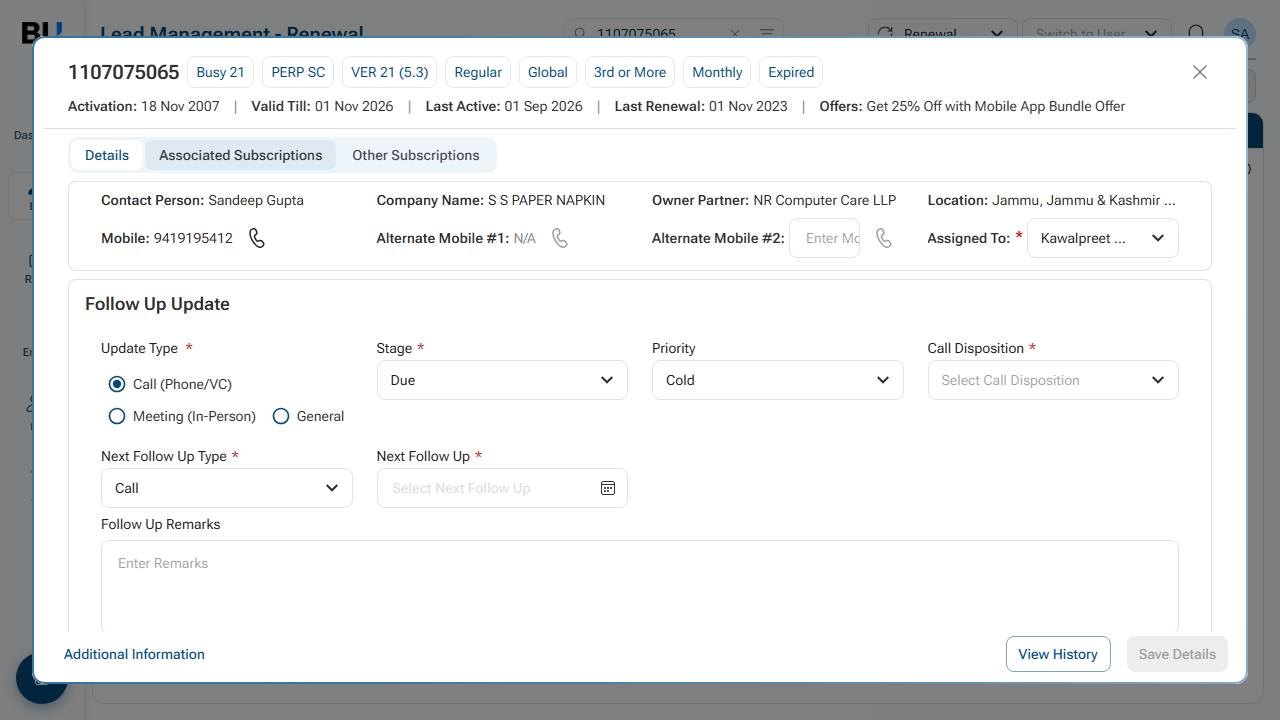 Lead Management - Renewal
1107075065
Renewal
Switch to User
SA
1107075065 Busy 21 PERP SC VER 21 (5.3) Regular Global 3rd or More Monthly Expired
Activation: 18 Nov 2007 | Valid Till: 01 Nov 2026 | Last Active: 01 Sep 2026 | Last Renewal: 01 Nov 2023 | Offers: Get 25% Off with Mobile App Bundle Offer
Details Associated Subscriptions Other Subscriptions
Contact Person: Sandeep Gupta Company Name: S S PAPER NAPKIN Owner Partner: NR Computer Care LLP Location: Jammu, Jammu & Kashmir ...
Mobile: 9419195412 Alternate Mobile #1: N/A Alternate Mobile #2: Enter Mo Assigned To: * Kawalpreet ...
Follow Up Update
Update Type * Stage * Priority Call Disposition *
Call (Phone/VC) Due Cold Select Call Disposition
Meeting (In-Person) General
Next Follow Up Type * Next Follow Up *
Call Select Next Follow Up
Follow Up Remarks
Enter Remarks
Additional Information View History Save Details